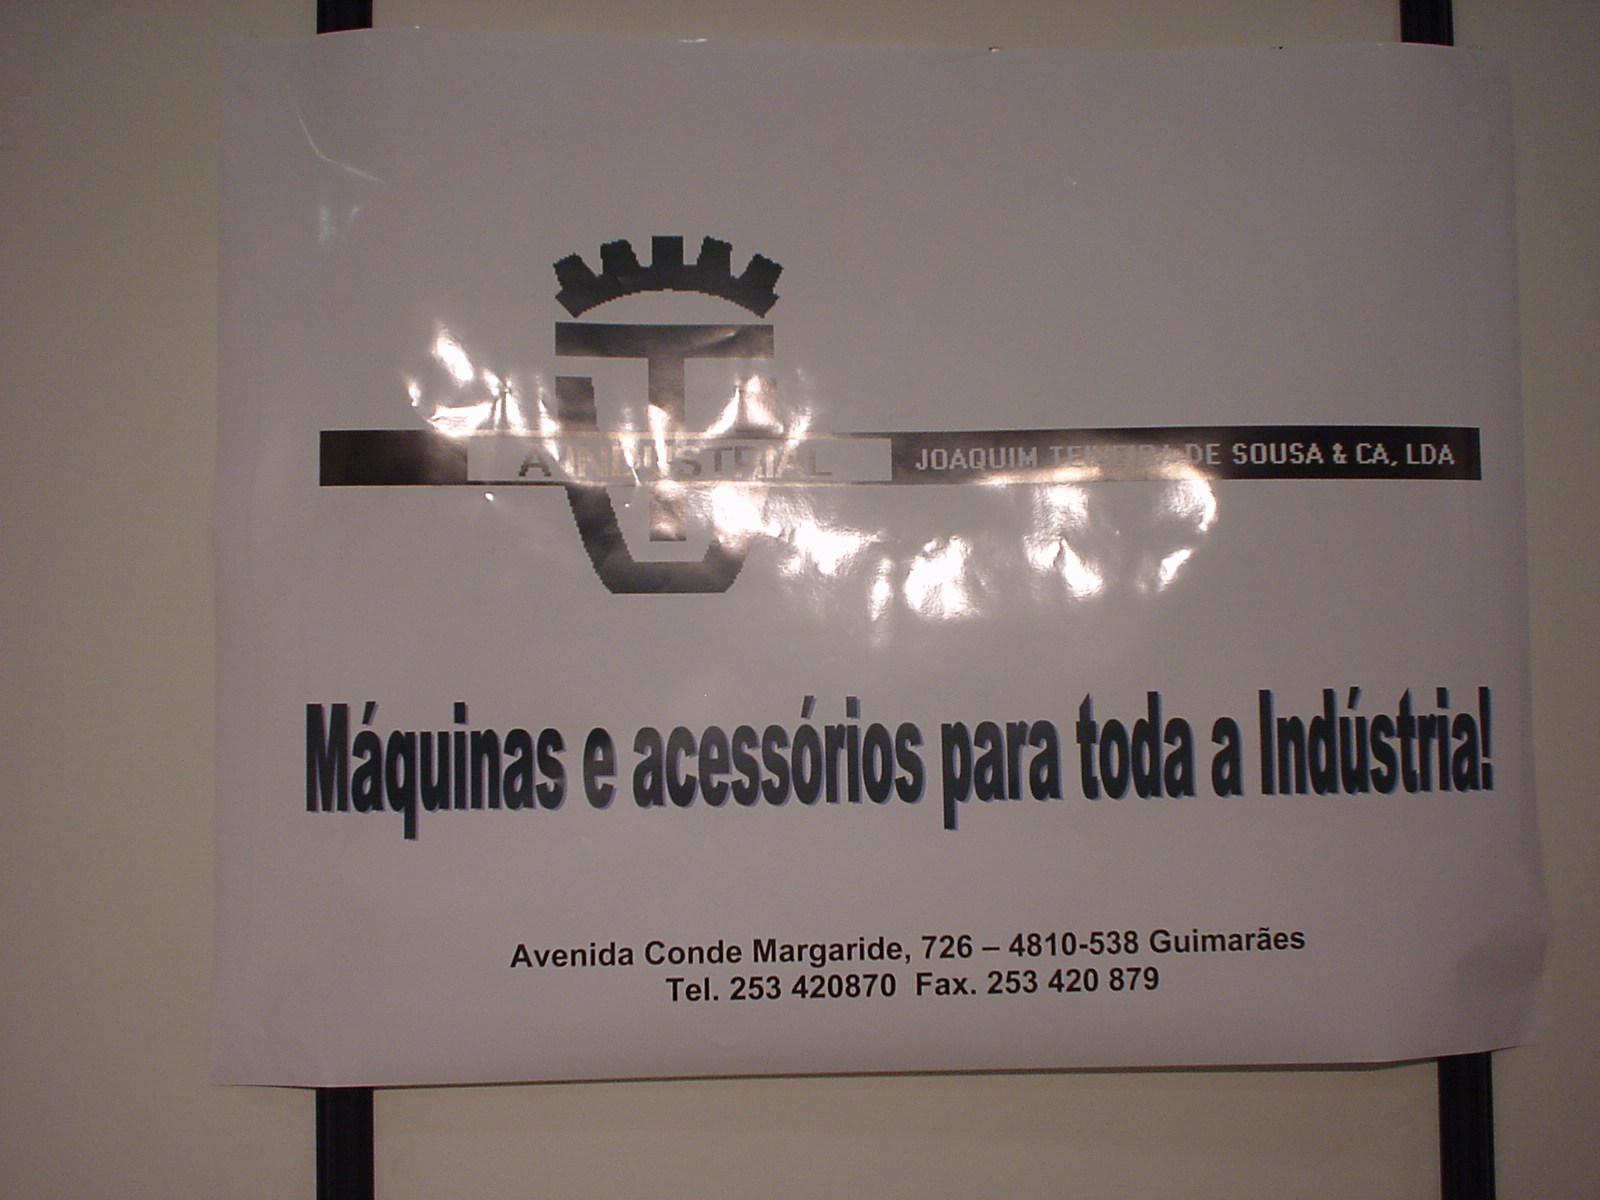 A INDUSTRIAL
JOAQUIM TEIXEIRA DE SOUSA & CA, LDA
Máquinas e acessórios para toda a Indústria!
Avenida Conde Margaride, 726 – 4810-538 Guimarães
Tel. 253 420870 Fax. 253 420 879